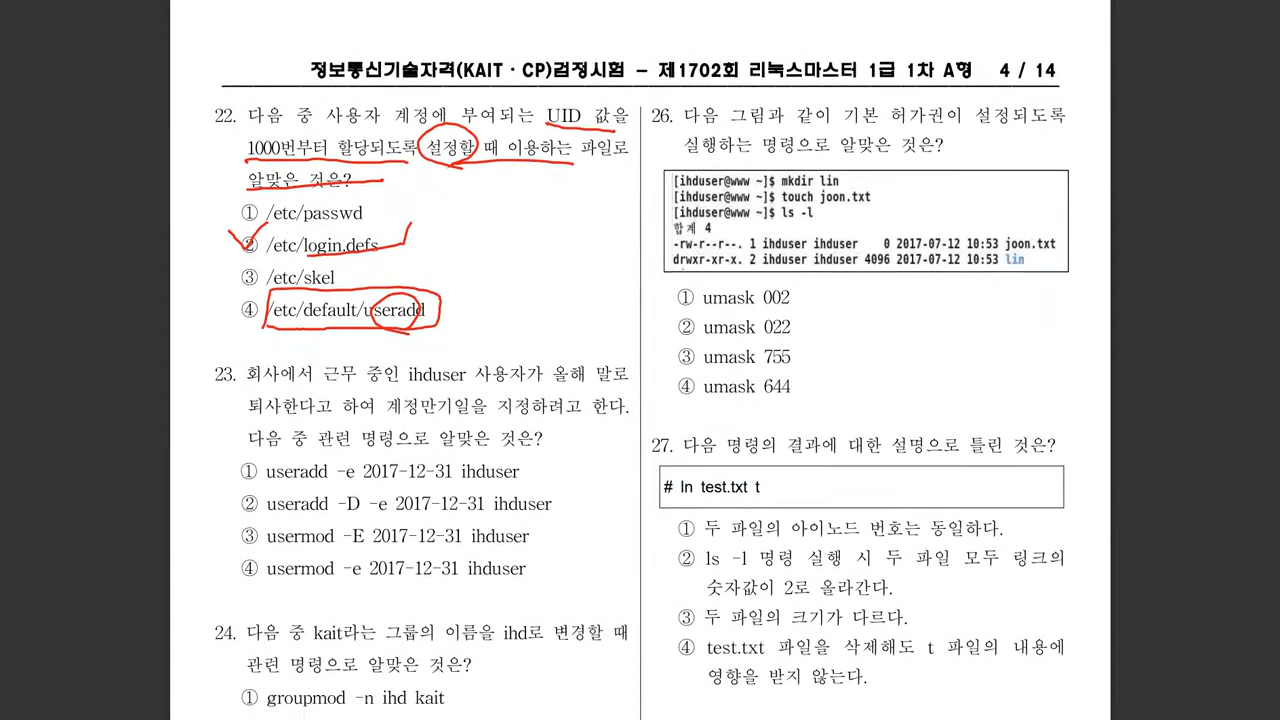 정보통신기술자격(KAIT · CP)검정시험 - 제1702회 리눅스마스터 1급 1차 A형 4 / 14
22. 다음 중 사용자 계정에 부여되는 UID 값을
1000번부터 할당되도록 설정할 때 이용하는 파일로
알맞은 것은?
① /etc/passwd
② /etc/login.defs
③ /etc/skel
④ /etc/default/useradd
23. 회사에서 근무 중인 ihduser 사용자가 올해 말로
퇴사한다고 하여 계정만기일을 지정하려고 한다.
다음 중 관련 명령으로 알맞은 것은?
① useradd -e 2017-12-31 ihduser
② useradd -D -e 2017-12-31 ihduser
③ usermod -E 2017-12-31 ihduser
④ usermod -e 2017-12-31 ihduser
24. 다음 중 kait라는 그룹의 이름을 ihd로 변경할 때
관련 명령으로 알맞은 것은?
① groupmod -n ihd kait
26. 다음 그림과 같이 기본 허가권이 설정되도록
실행하는 명령으로 알맞은 것은?
[ihduser@www ~]$ mkdir lin
[ihduser@www ~]$ touch joon.txt
[ihduser@www ~]$ ls -l
합계 4
-rw-r--r--. 1 ihduser ihduser 0 2017-07-12 10:53 joon.txt
drwxr-xr-x. 2 ihduser ihduser 4096 2017-07-12 10:53 lin
① umask 002
② umask 022
③ umask 755
④ umask 644
27. 다음 명령의 결과에 대한 설명으로 틀린 것은?
# ln test.txt t
① 두 파일의 아이노드 번호는 동일하다.
② ls -l 명령 실행 시 두 파일 모두 링크의
숫자값이 2로 올라간다.
③ 두 파일의 크기가 다르다.
④ test.txt 파일을 삭제해도 t 파일의 내용에
영향을 받지 않는다.